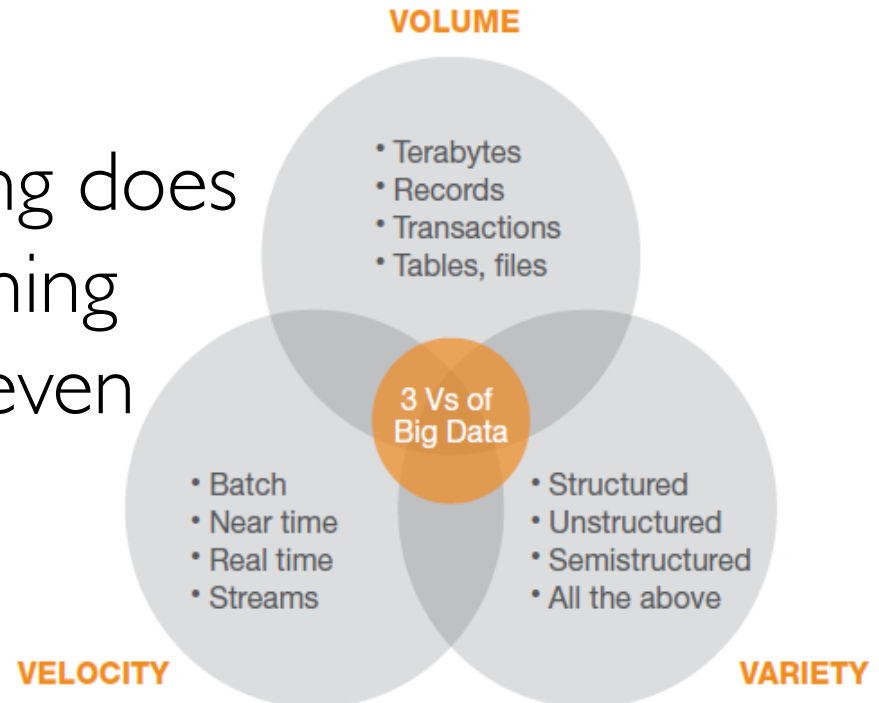 VOLUME
• Terabytes
• Records
• Transactions
• Tables, files
ng does
ning
even
3 Vs of
Big Data
• Batch
• Near time
• Real time
• Streams
• Structured
• Unstructured
• Semistructured
• All the above
VELOCITY
VARIETY